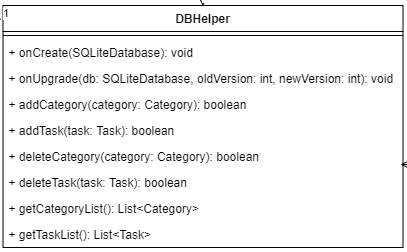 1
DBHelper
+ onCreate(SQLiteDatabase): void
+ onUpgrade(db: SQLiteDatabase, oldVersion: int, newVersion: int): void
+ addCategory(category: Category): boolean
+ addTask(task: Task): boolean
+ deleteCategory(category: Category): boolean
+ deleteTask(task: Task): boolean
+ getCategoryList(): List<Category>
+ getTaskList(): List<Task>